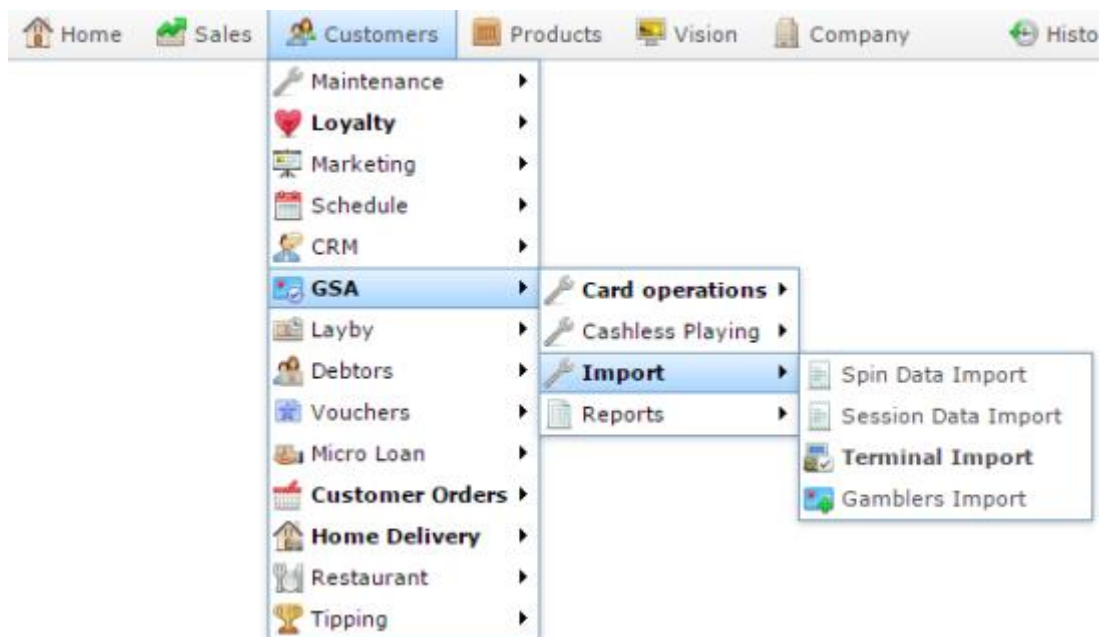 Home Sales Customers Products Vision Company Histo
Maintenance
Loyalty
Marketing
Schedule
CRM
GSA
Layby
Debtors
Vouchers
Micro Loan
Customer Orders
Home Delivery
Restaurant
Tipping
Card operations
Cashless Playing
Import
Reports
Spin Data Import
Session Data Import
Terminal Import
Gamblers Import